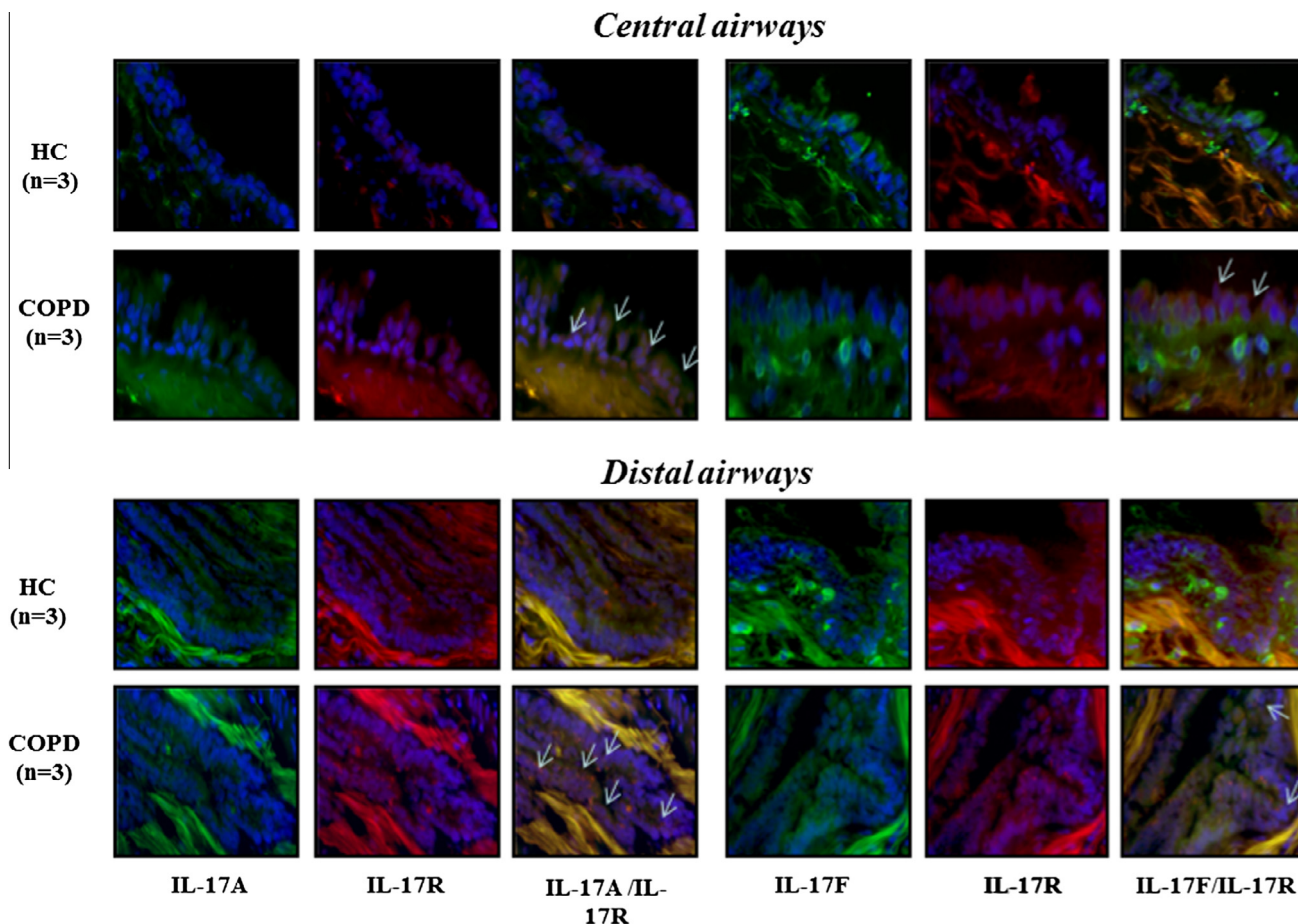 Central airways
HC
(n=3)
COPD
(n=3)
Distal airways
HC
(n=3)
COPD
(n=3)
IL-17A
IL-17R
IL-17A /IL-
17R
IL-17F
IL-17R
IL-17F/IL-17R